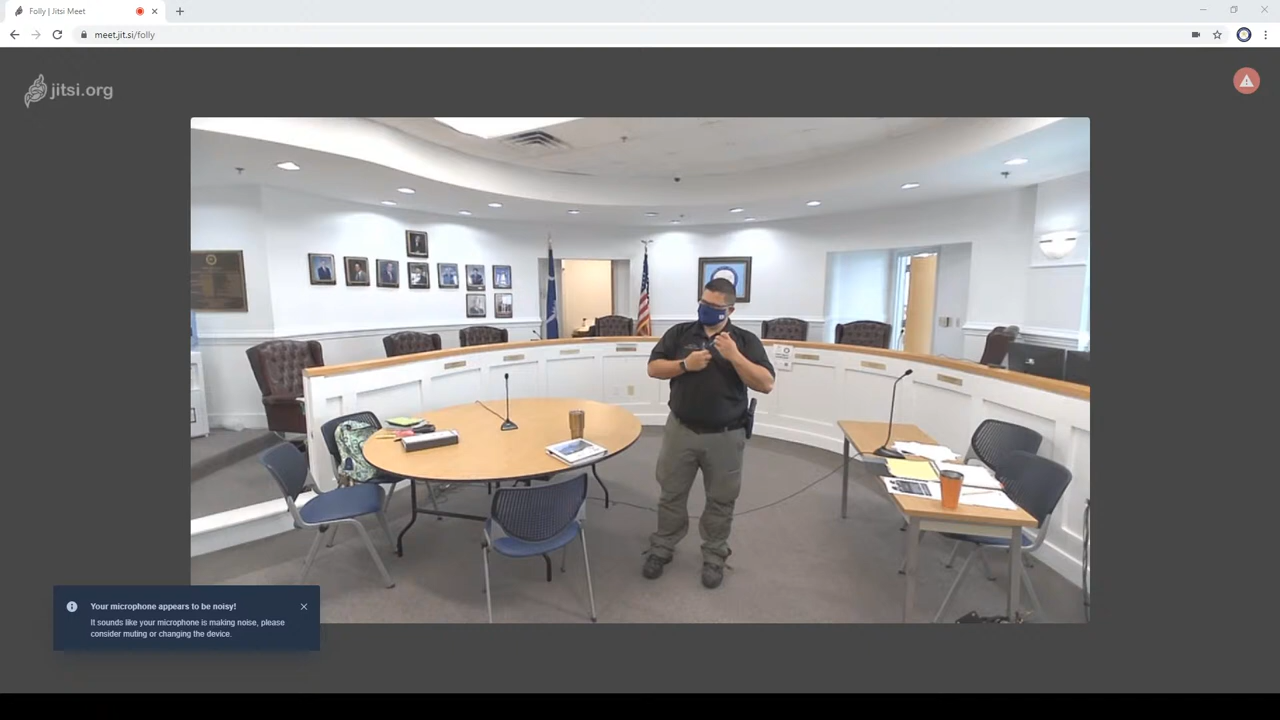 Folly | Jitsi Meet
meet.jit.si/folly
jitsi.org
Your microphone appears to be noisy!
It sounds like your microphone is making noise, please
consider muting or changing the device.